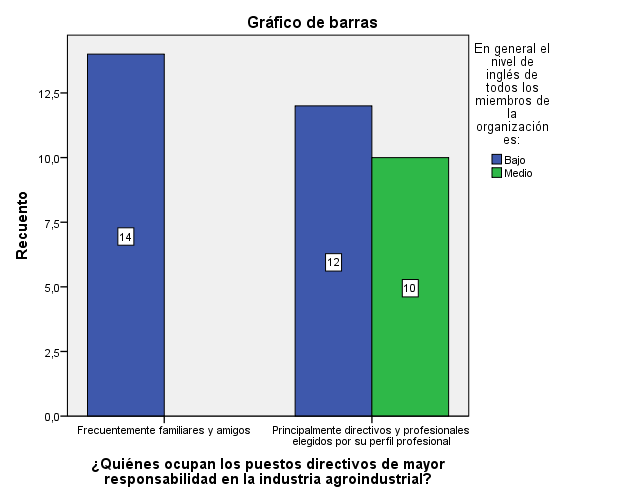 Gráfico de barras
En general el
nivel de
inglés de
todos los
miembros de
la
organización
es:
Bajo
Medio
Recuento
12,5
10,0
7,5
5,0
2,5
0,0
14
12
10
Frecuentemente familiares y amigos
Principalmente directivos y profesionales
elegidos por su perfil profesional
¿Quiénes ocupan los puestos directivos de mayor
responsabilidad en la industria agroindustrial?